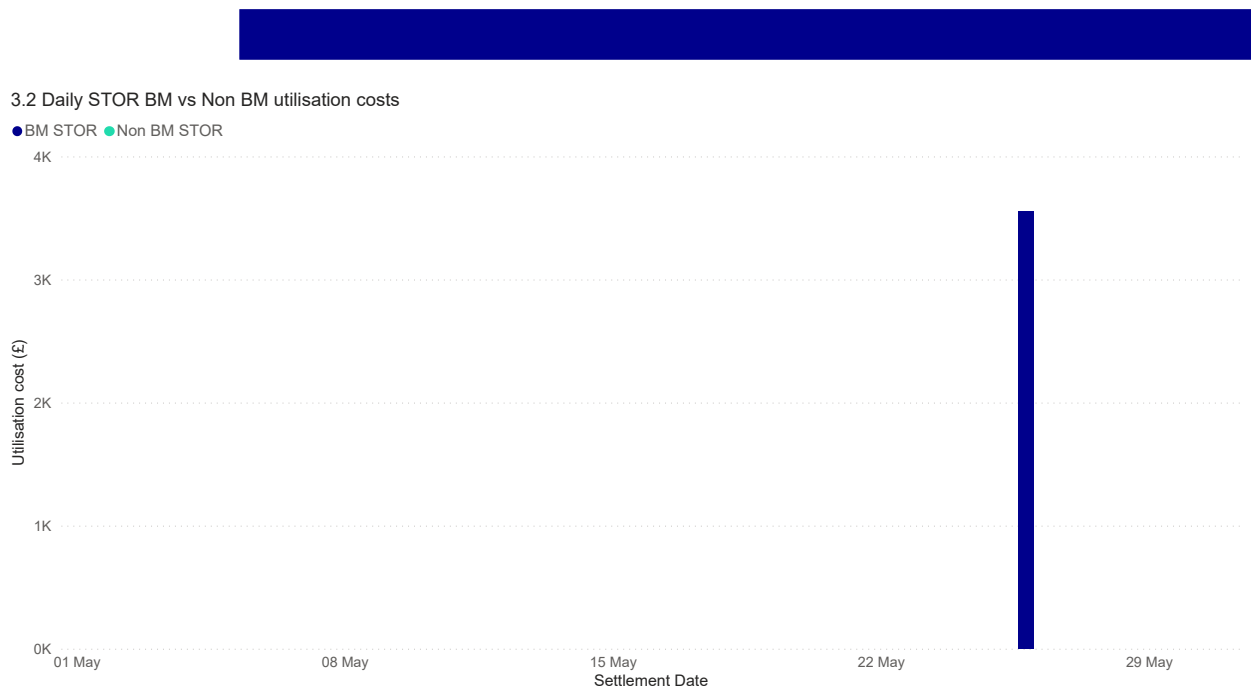 3.2 Daily STOR BM vs Non BM utilisation costs
BM STOR Non BM STOR
4K
3K
2K
1K
0K
Utilisation cost (£)
01 May 08 May 15 May 22 May 29 May
Settlement Date